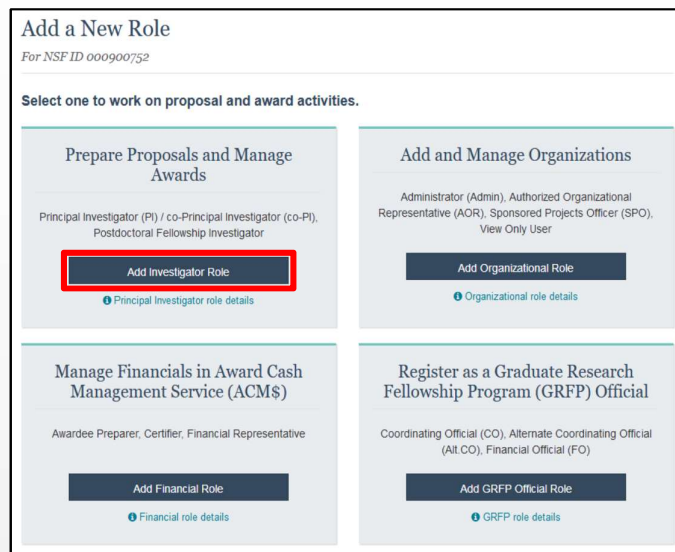 Add a New Role
For NSF ID 000900752
Select one to work on proposal and award activities.
Prepare Proposals and Manage
Awards
Principal Investigator (PI) / co-Principal Investigator (co-PI),
Postdoctoral Fellowship Investigator
Add Investigator Role
Principal Investigator role details
Add and Manage Organizations
Administrator (Admin), Authorized Organizational
Representative (AOR), Sponsored Projects Officer (SPO),
View Only User
Add Organizational Role
Organizational role details
Manage Financials in Award Cash
Management Service (ACM$)
Awardee Preparer, Certifier, Financial Representative
Add Financial Role
Financial role details
Register as a Graduate Research
Fellowship Program (GRFP) Official
Coordinating Official (CO), Alternate Coordinating Official
(Alt.CO), Financial Official (FO)
Add GRFP Official Role
GRFP role details